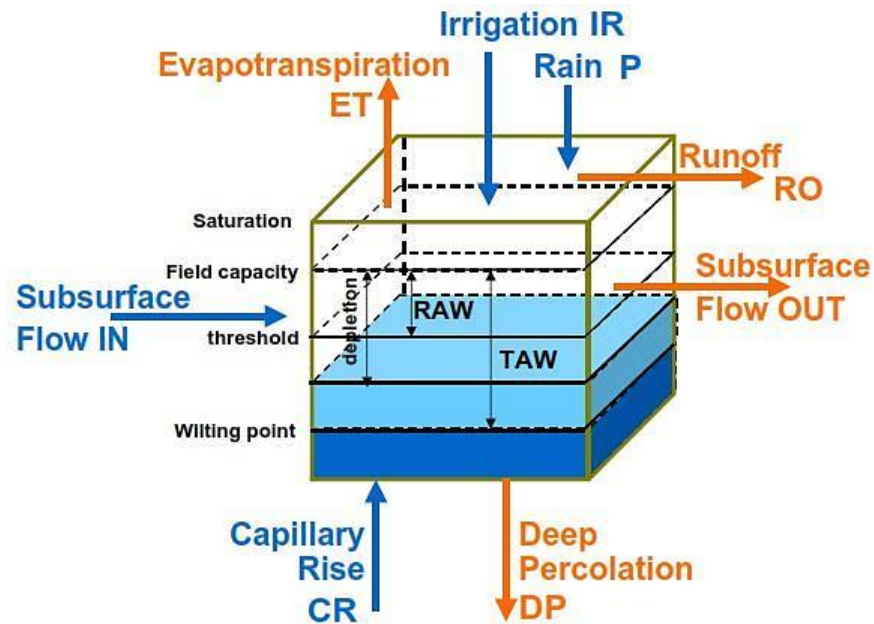 Irrigation IR
Rain P
Evapotranspiration
ET
Runoff
RO
Saturation
Field capacity
Subsurface
Flow IN
Subsurface
Flow OUT
depletion
RAW
threshold
TAW
Wilting point
Capillary
Rise
CR
Deep
Percolation
DP